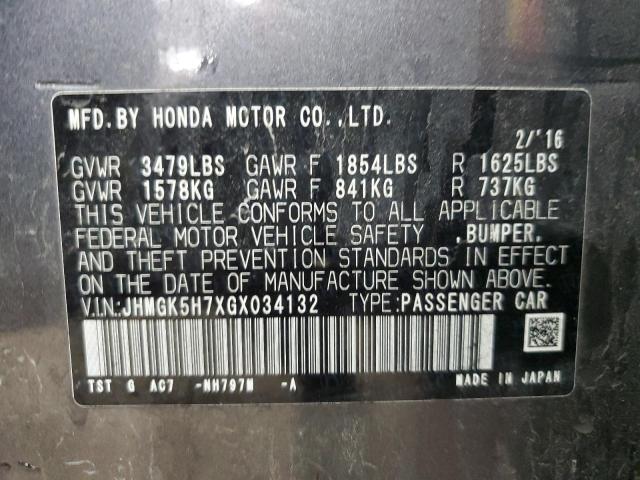 MFD.BY HONDA MOTOR CO.,LTD.
2/'16
GVWR 3479LBS GAWR F 1854LBS R 1625LBS
GVWR 1578KG GAWR F 841KG R 737KG
THIS VEHICLE CONFORMS TO ALL APPLICABLE
FEDERAL MOTOR VEHICLE SAFETY ,BUMPER,
AND THEFT PREVENTION STANDARDS IN EFFECT
ON THE DATE OF MANUFACTURE SHOWN ABOVE.
V.IN:JHMGK5H7XGX034132 TYPE:PASSENGER CAR
TST G AC7 -NH797M -A MADE IN JAPAN